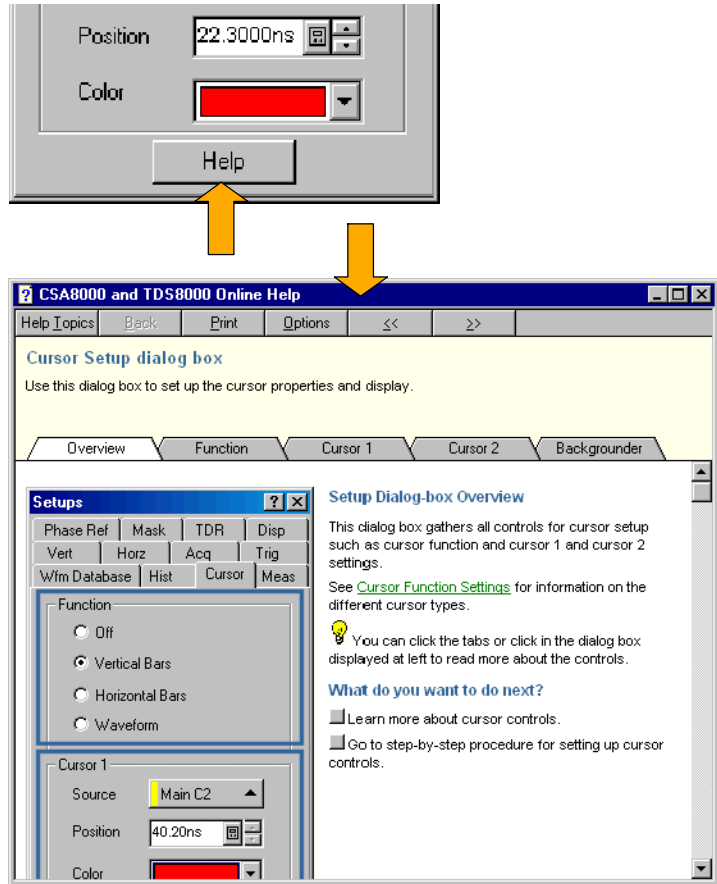 Position 22.3000ns
Color
Help
CSA8000 and TDS8000 Online Help
Help Topics Back Print Options << >>
Cursor Setup dialog box
Use this dialog box to set up the cursor properties and display.
Overview Function Cursor 1 Cursor 2 Backgrounder
Setups
Phase Ref Mask TDR Disp
Vert Horz Acq Trig
Wfm Database Hist Cursor Meas
Function
Off
Vertical Bars
Horizontal Bars
Waveform
Cursor 1
Source Main C2
Position 40.20ns
Color
Setup Dialog-box Overview
This dialog box gathers all controls for cursor setup
such as cursor function and cursor 1 and cursor 2
settings.
See Cursor Function Settings for information on the
different cursor types.
You can click the tabs or click in the dialog box
displayed at left to read more about the controls.
What do you want to do next?
Learn more about cursor controls.
Go to step-by-step procedure for setting up cursor
controls.